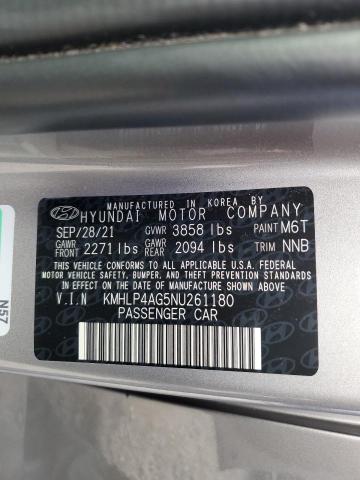 MANUFACTURED IN KOREA BY
HYUNDAI MOTOR COMPANY
SEP/28/21 GVWR 3858 lbs PAINT M6T
GAWR FRONT 2271 lbs GAWR REAR 2094 lbs TRIM NNB
THIS VEHICLE CONFORMS TO ALL APPLICABLE U.S.A. FEDERAL
MOTOR VEHICLE SAFETY, BUMPER, AND THEFT PREVENTION STANDARDS
IN EFFECT ON THE DATE OF MANUFACTURE SHOWN ABOVE.
V.I.N KMHLP4AG5NU261180
PASSENGER CAR
N57